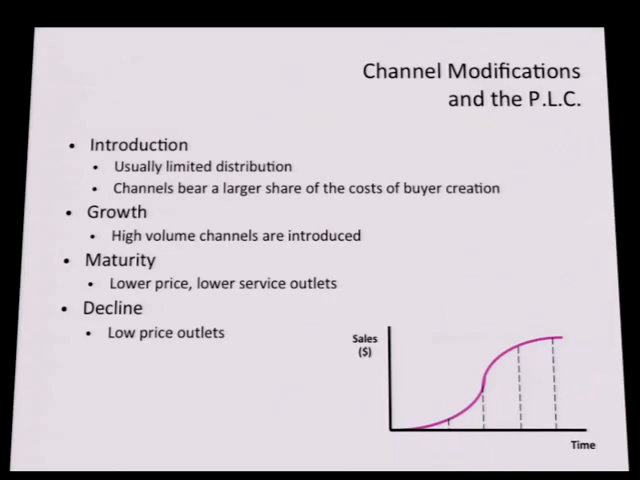 Channel Modifications
and the P.L.C.
• Introduction
• Usually limited distribution
• Channels bear a larger share of the costs of buyer creation
• Growth
• High volume channels are introduced
• Maturity
• Lower price, lower service outlets
• Decline
• Low price outlets
Sales
($)
Time